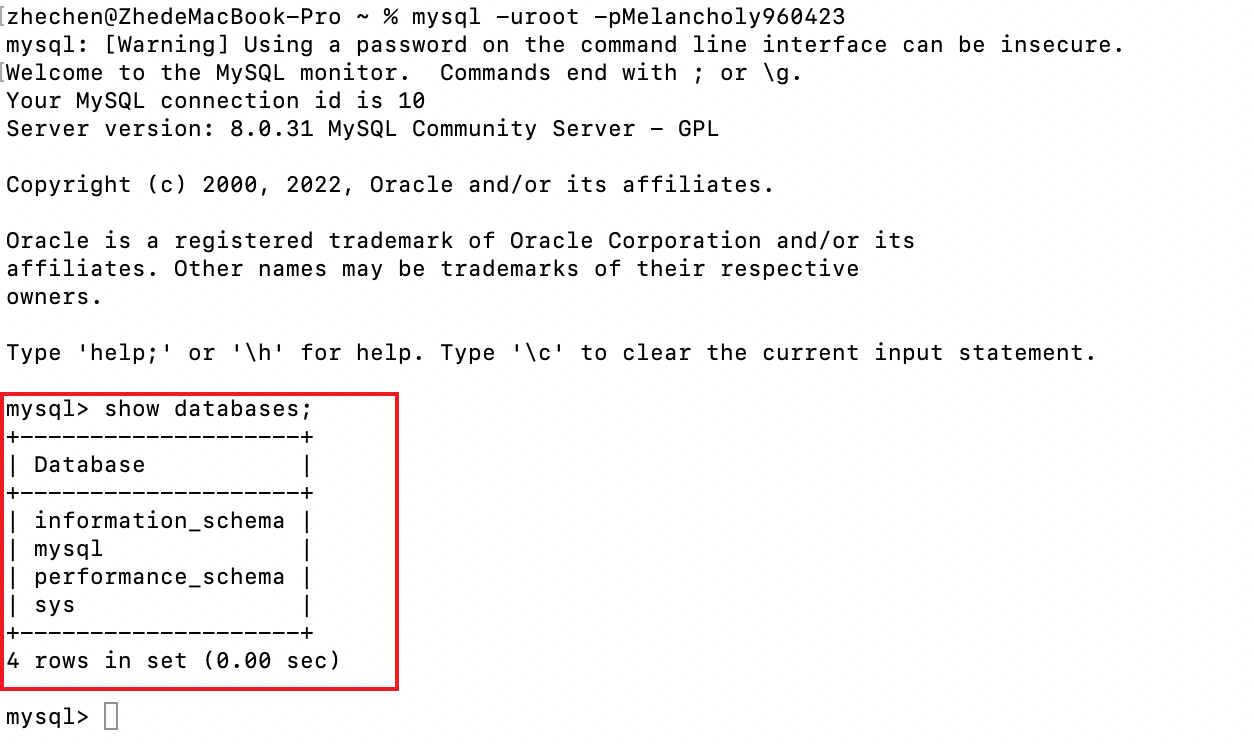 zhechen@ZhedeMacBook-Pro ~ % mysql -uroot -pMelancholy960423
mysql: [Warning] Using a password on the command line interface can be insecure.
Welcome to the MySQL monitor.  Commands end with ; or \g.
Your MySQL connection id is 10
Server version: 8.0.31 MySQL Community Server - GPL

Copyright (c) 2000, 2022, Oracle and/or its affiliates.

Oracle is a registered trademark of Oracle Corporation and/or its
affiliates. Other names may be trademarks of their respective
owners.

Type 'help;' or '\h' for help. Type '\c' to clear the current input statement.

mysql> show databases;
+--------------------+
| Database           |
+--------------------+
| information_schema |
| mysql              |
| performance_schema |
| sys                |
+--------------------+
4 rows in set (0.00 sec)

mysql>